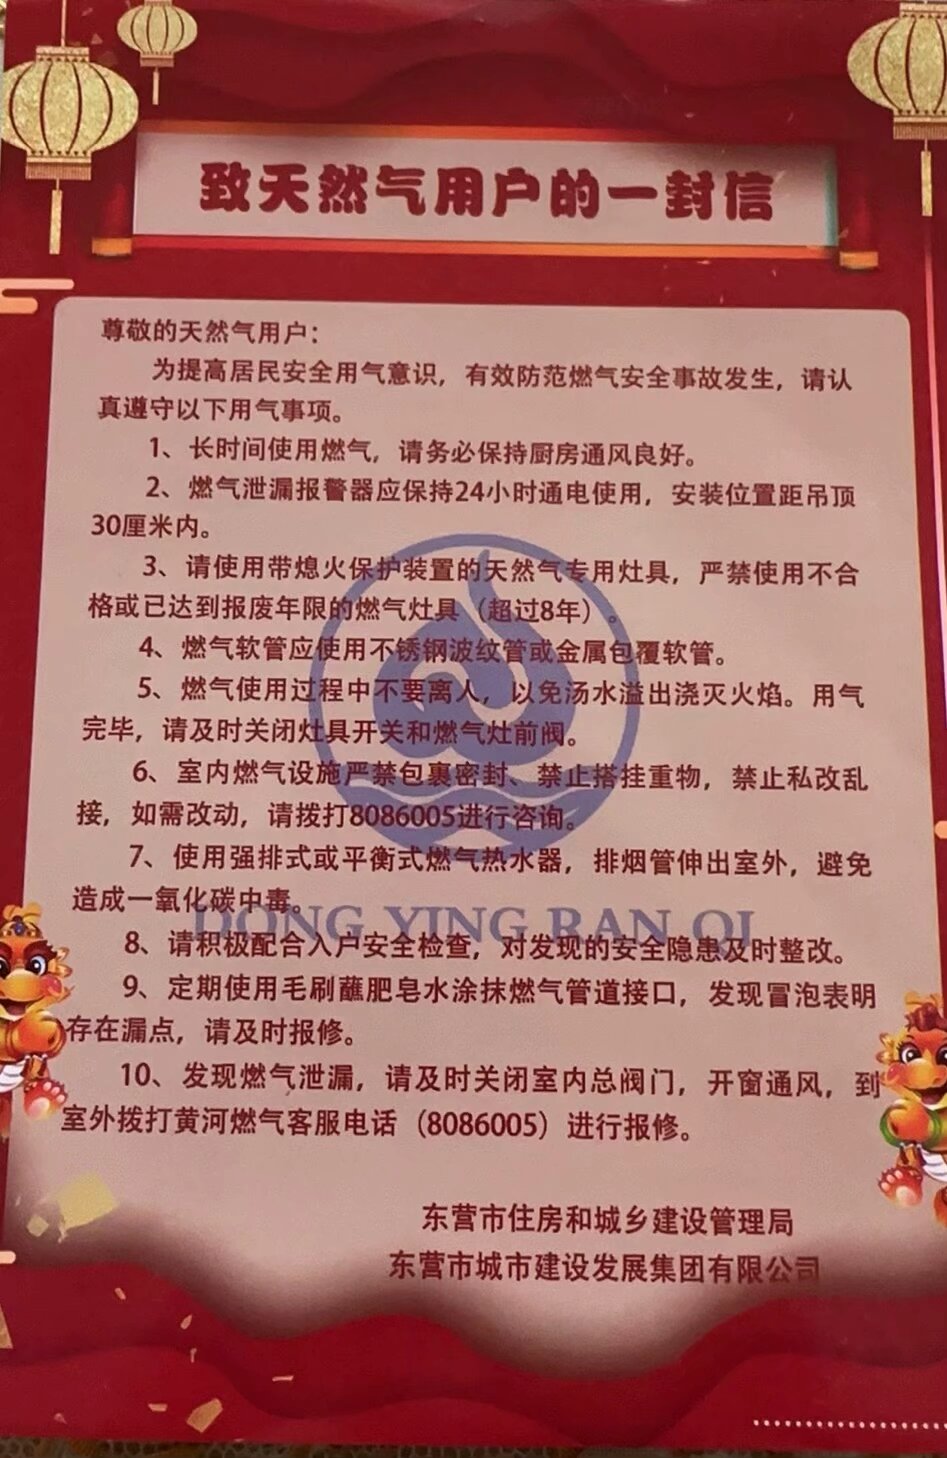 致天然气用户的一封信
尊敬的天然气用户：
为提高居民安全用气意识，有效防范燃气安全事故发生，请认
真遵守以下用气事项。
1、长时间使用燃气，请务必保持厨房通风良好。
2、燃气泄漏报警器应保持24小时通电使用，安装位置距吊顶
30厘米内。
3、请使用带熄火保护装置的天然气专用灶具，严禁使用不合
格或已达到报废年限的燃气灶具（超过8年）。
4、燃气软管应使用不锈钢波纹管或金属包覆软管。
5、燃气使用过程中不要离人，以免汤水溢出浇灭火焰。用气
完毕，请及时关闭灶具开关和燃气灶前阀。
6、室内燃气设施严禁包裹密封、禁止搭挂重物，禁止私改乱
接，如需改动，请拨打8086005进行咨询。
7、使用强排式或平衡式燃气热水器，排烟管伸出室外，避免
造成一氧化碳中毒。
DONG YING RAN QI
8、请积极配合入户安全检查，对发现的安全隐患及时整改。
9、定期使用毛刷蘸肥皂水涂抹燃气管道接口，发现冒泡表明
存在漏点，请及时报修。
10、发现燃气泄漏，请及时关闭室内总阀门，开窗通风，到
室外拨打黄河燃气客服电话（8086005）进行报修。
东营市住房和城乡建设管理局
东营市城市建设发展集团有限公司